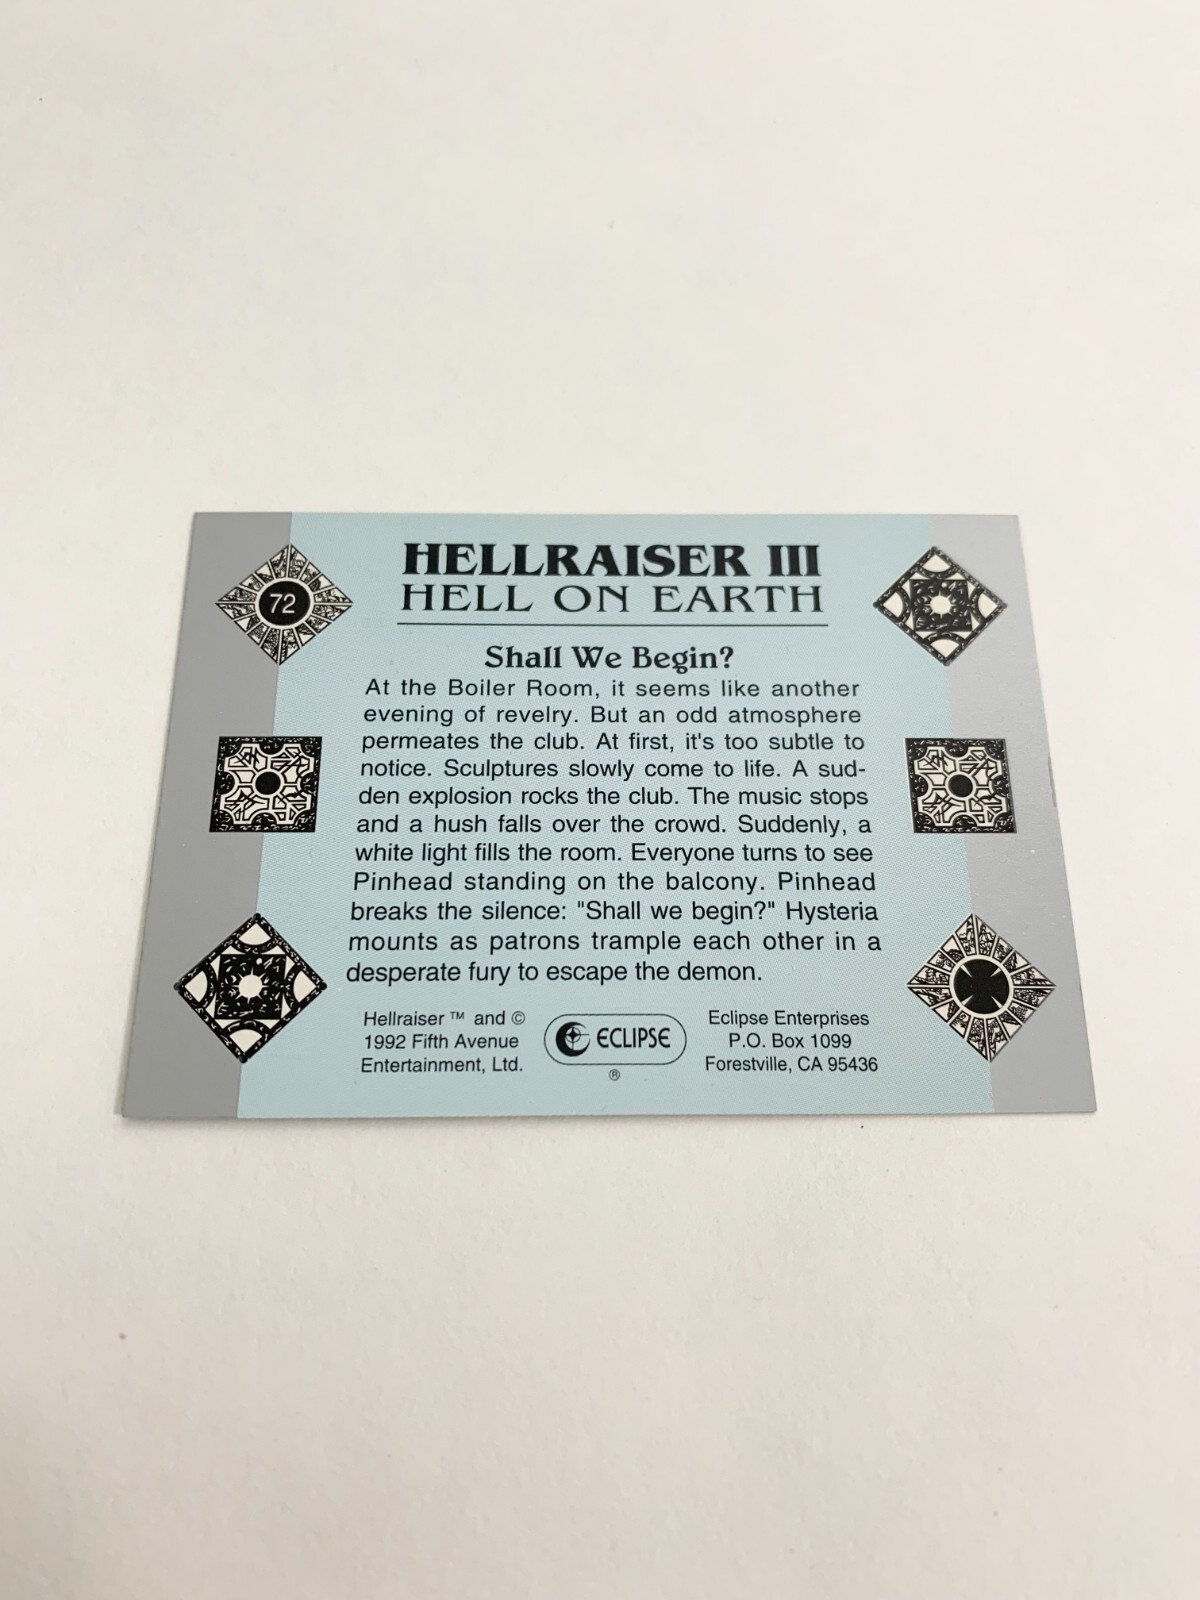 72
HELLRAISER III
HELL ON EARTH
Shall We Begin?
At the Boiler Room, it seems like another
evening of revelry. But an odd atmosphere
permeates the club. At first, it's too subtle to
notice. Sculptures slowly come to life. A sud-
den explosion rocks the club. The music stops
and a hush falls over the crowd. Suddenly, a
white light fills the room. Everyone turns to see
Pinhead standing on the balcony. Pinhead
breaks the silence: "Shall we begin?" Hysteria
mounts as patrons trample each other in a
desperate fury to escape the demon.
Hellraiser ™ and ©
1992 Fifth Avenue
Entertainment, Ltd.
ECLIPSE
®
Eclipse Enterprises
P.O. Box 1099
Forestville, CA 95436